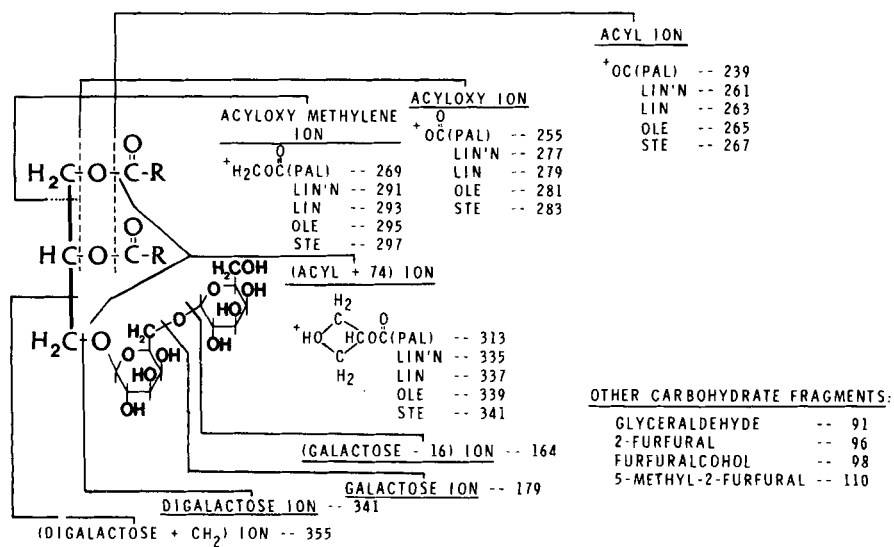 ACYL ION
+OC(PAL) -- 239
LIN'N -- 261
LIN -- 263
OLE -- 265
STE -- 267
ACYLOXY ION
O
+OC(PAL) -- 255
LIN'N -- 277
LIN -- 279
OLE -- 281
STE -- 283
ACYLOXY METHYLENE
ION
O
+H2COC(PAL) -- 269
LIN'N -- 291
LIN -- 293
OLE -- 295
STE -- 297
O
H2C-O-C-R
O
HC-O-C-R
H2C-O
(ACYL + 74) ION
H2
O
+HO HCOC(PAL) -- 313
H2
LIN'N -- 335
LIN -- 337
OLE -- 339
STE -- 341
H2COH
O
OH
HO
OH
H2C
O
O
OH
HO
OH
(GALACTOSE - 16) ION -- 164
GALACTOSE ION -- 179
DIGALACTOSE ION -- 341
(DIGALACTOSE + CH2) ION -- 355
OTHER CARBOHYDRATE FRAGMENTS:
GLYCERALDEHYDE -- 91
2-FURFURAL -- 96
FURFURALCOHOL -- 98
5-METHYL-2-FURFURAL -- 110